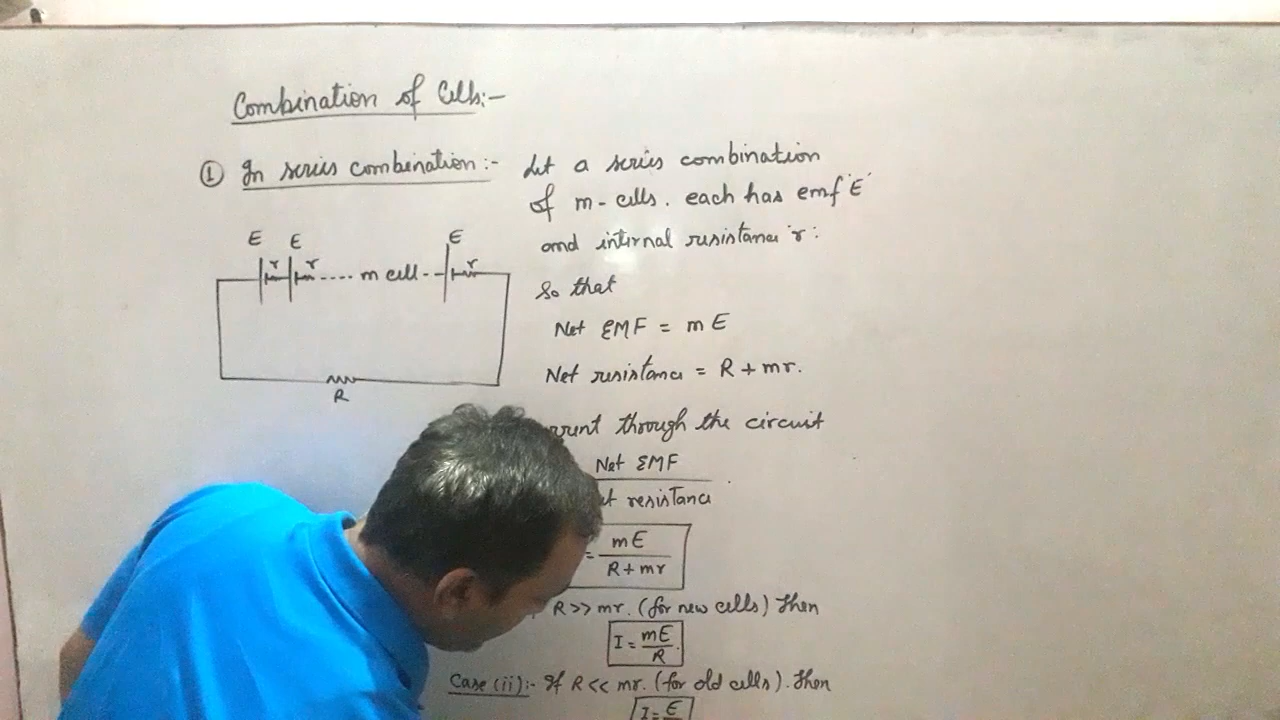 Combination of Cells:-
① In series combination:- Let a series combination
of m-cells. each has emf 'E'
and internal resistance 'r'.
E E E
r r .... m cell -- r
R
So that
Net EMF = mE
Net resistance = R + mr.
through the circuit
Net EMF
resistance
= mE / R + mr
R >> mr. (for new cells) then
I = mE / R.
Case (ii):- If R << mr. (for old cells). then
I = E